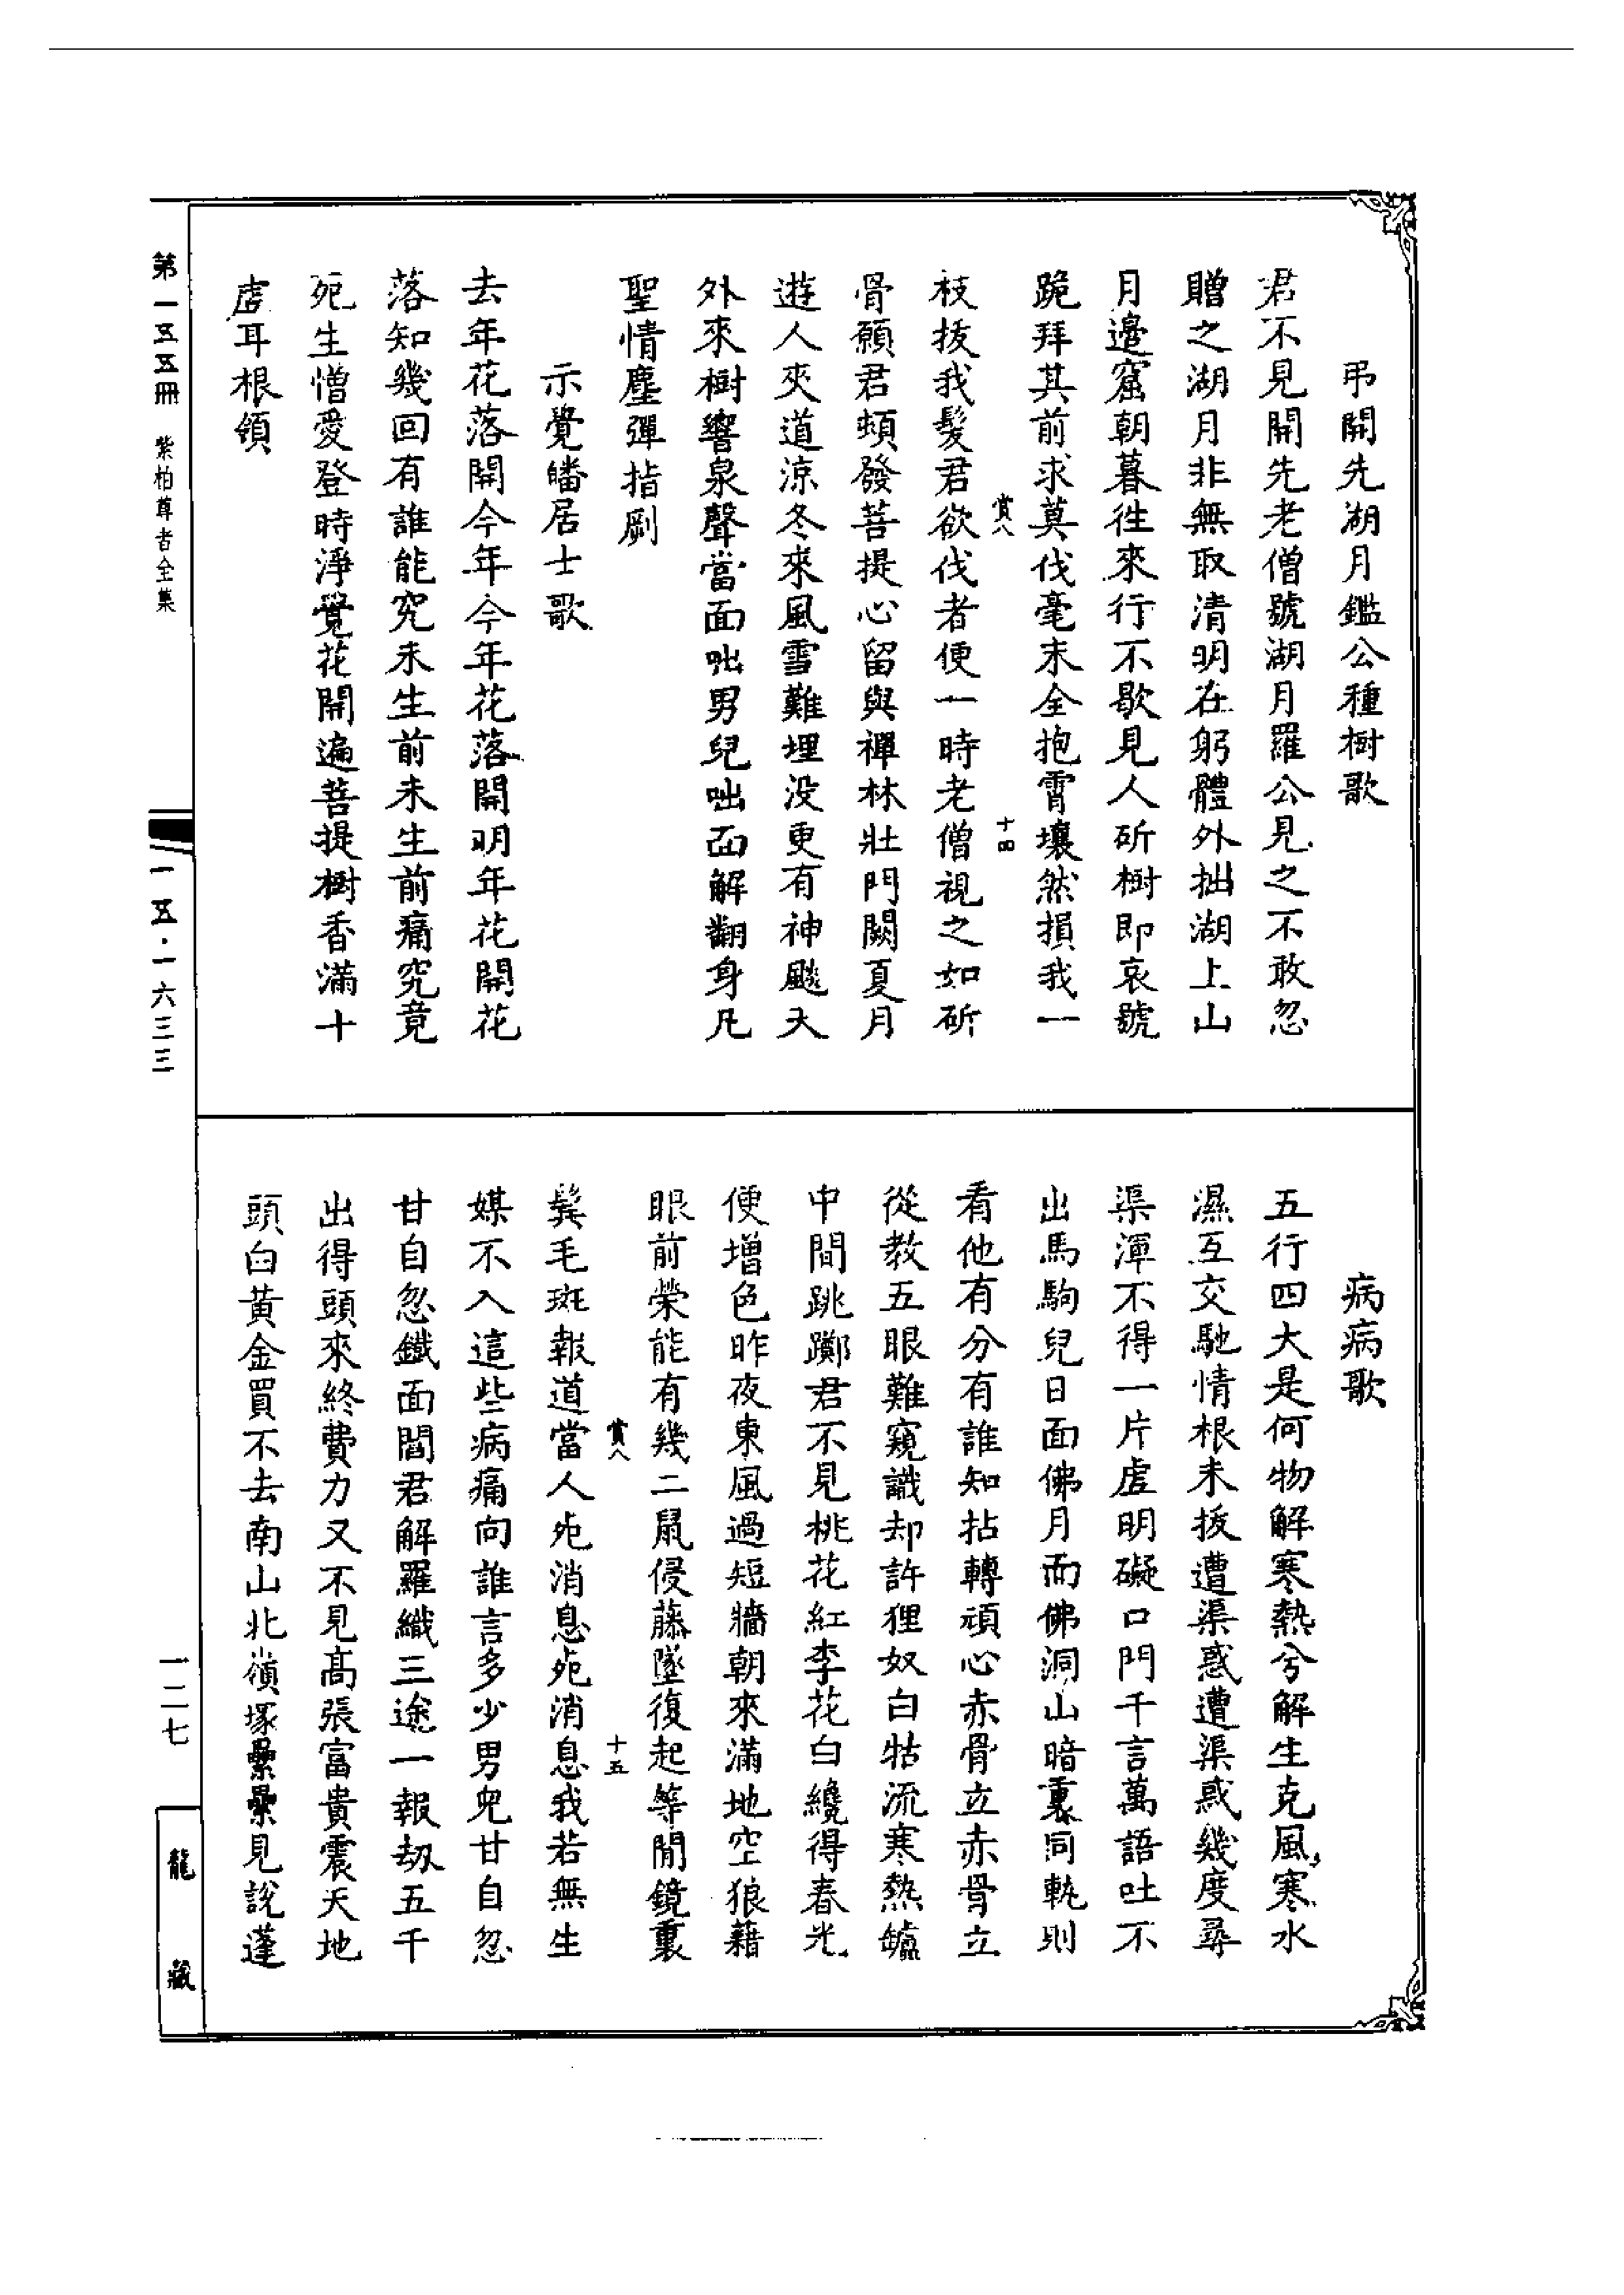 弔開先湖月鑑公種樹歌
君不見開先老僧號湖月羅公見之不敢忽
贈之湖月非無取清明在躬體外拙湖上山
月邊窟朝暮徃來行不歇見人斫樹即哀號
跪拜其前求莫伐毫末全抱霄壤然損我一
枝拔我髮君欲伐者便一時老僧視之如斫
骨願君頓發菩提心留與禪林壯門闕夏月
遊人夾道涼冬來風雪難埋没更有神颷天
外來樹響泉聲當面咄男兒咄面解翻身凡
聖情塵彈指劂
示覺皤居士歌
去年花落開今年今年花落開明年花開花
落知幾回有誰能究未生前未生前痛究竟
死生憎愛登時淨覺花開遍菩提樹香滿十
虛耳根領
賞八
十四
病病歌
五行四大是何物解寒熱兮解生克風寒水
濕互交馳情根未拔遭渠惑遭渠惑幾度尋
渠渾不得一片虛明礙口門千言萬語吐不
出馬駒兒日面佛月面佛洞山暗裏同軌則
看他有分有誰知拈轉頑心赤骨立赤骨立
從教五眼難窺識却許狸奴白牯流寒熱罏
中間跳躑君不見桃花紅李花白纔得春光
便增色昨夜東風過短牆朝來滿地空狼藉
眼前榮能有幾二鼠侵藤墜復起等閒鏡裏
鬓毛斑報道當人死消息死消息我若無生
媒不入這些病痛向誰言多少男兒甘自忽
甘自忽鐵面閻君解羅織三途一報劫五千
出得頭來終費力又不見高張富貴震天地
頭白黃金買不去南山北嶺塚纍纍見說蓬
賞八
十五
第一五五冊
紫柏尊者全集
一五·一六三三
一二七
龍藏